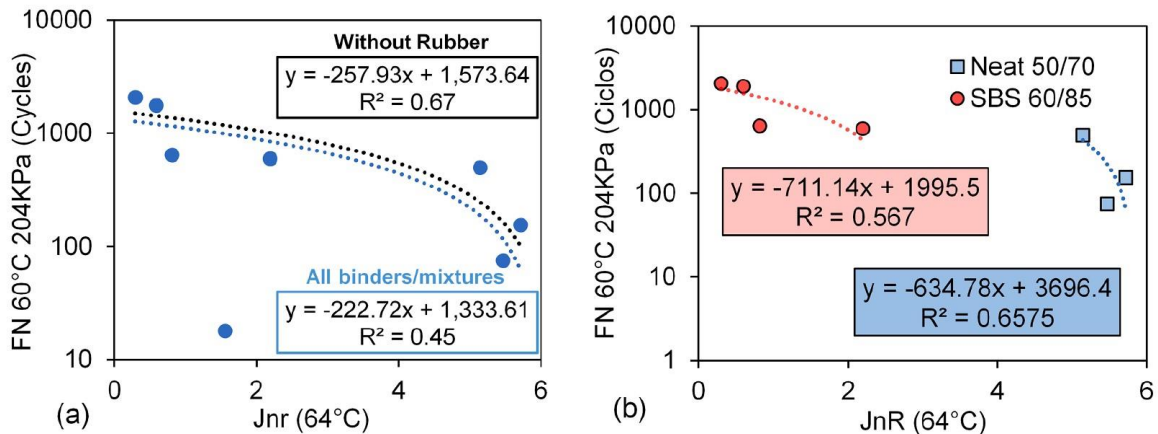 FN 60°C 204KPa (Cycles)
10000
1000
100
10
Without Rubber
y = -257.93x + 1,573.64
R² = 0.67
All binders/mixtures
y = -222.72x + 1,333.61
R² = 0.45
0
2
4
6
(a)
Jnr (64°C)
FN 60°C 204KPa (Ciclos)
10000
1000
100
10
1
Neat 50/70
SBS 60/85
y = -711.14x + 1995.5
R² = 0.567
y = -634.78x + 3696.4
R² = 0.6575
0
2
4
6
(b)
JnR (64°C)